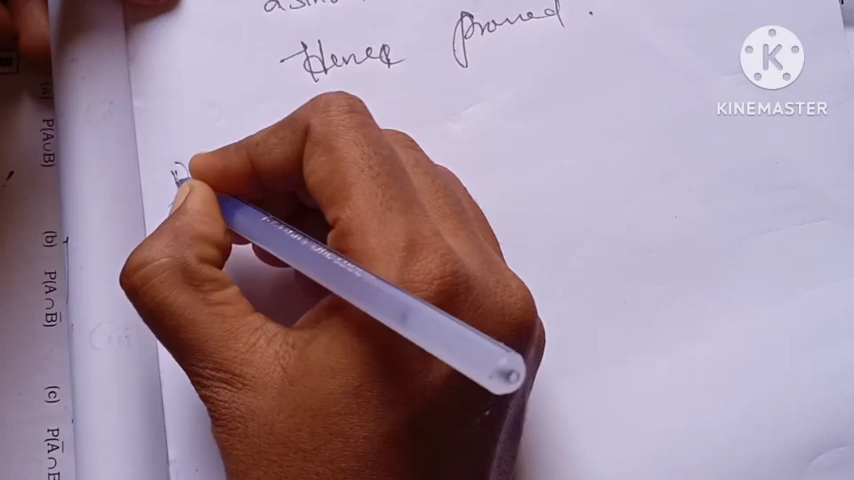 Hence proved.
K
KINEMASTER
(a) P(A∪B)
(b) P(A ∩ B̅)
(c) P(A̅ ∩ B